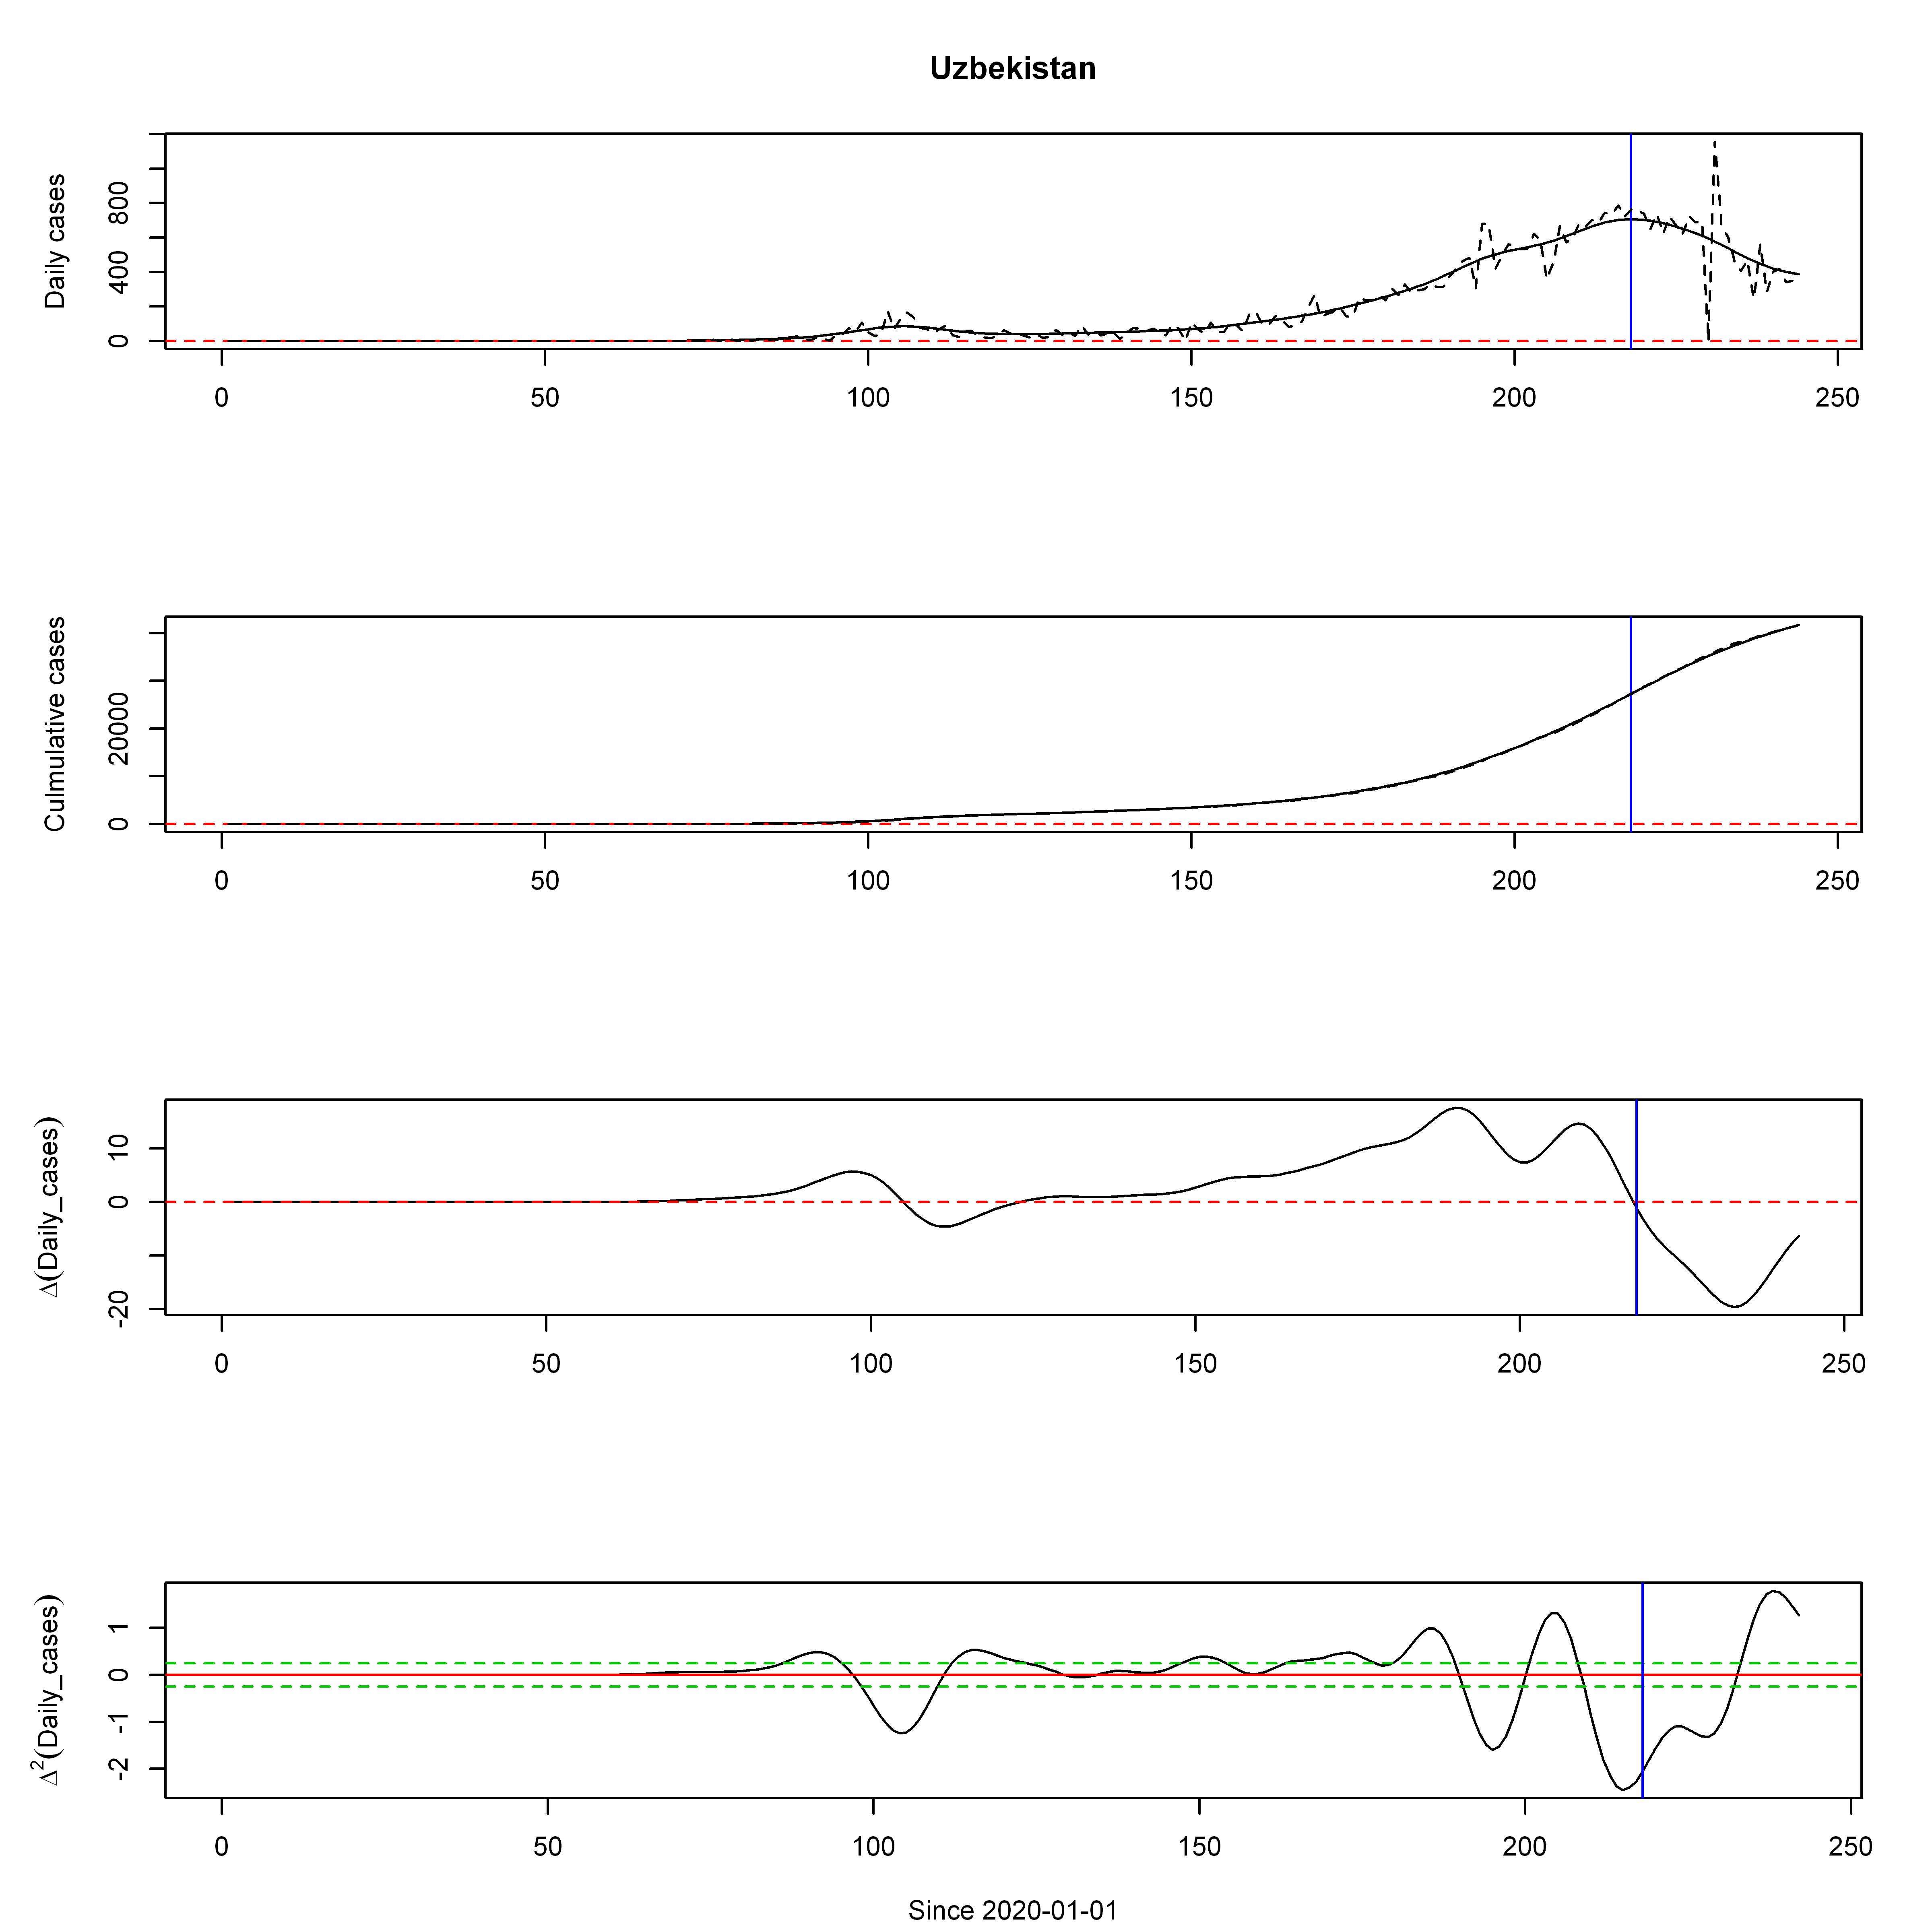 Uzbekistan
Daily cases
0 400 800
0 50 100 150 200 250
Culmulative cases
0 20000
0 50 100 150 200 250
Δ(Daily_cases)
-20 0 10
0 50 100 150 200 250
Δ²(Daily_cases)
-2 -1 0 1
0 50 100 150 200 250
Since 2020-01-01